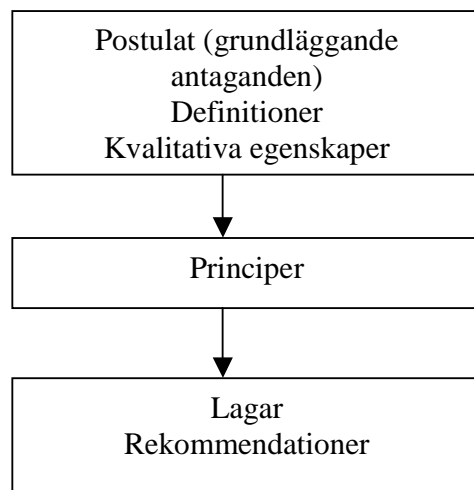 Postulat (grundläggande
antaganden)
Definitioner
Kvalitativa egenskaper
Principer
Lagar
Rekommendationer